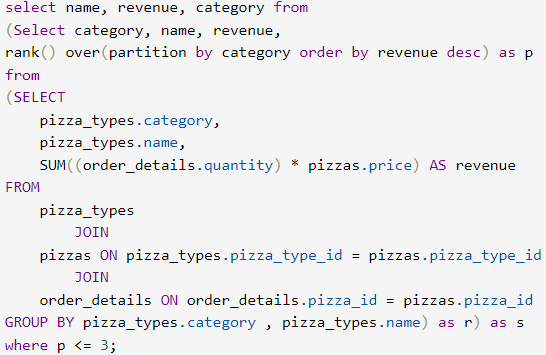 select name, revenue, category from
(Select category, name, revenue,
rank() over(partition by category order by revenue desc) as p
from
(SELECT
    pizza_types.category,
    pizza_types.name,
    SUM((order_details.quantity) * pizzas.price) AS revenue
FROM
    pizza_types
        JOIN
    pizzas ON pizza_types.pizza_type_id = pizzas.pizza_type_id
        JOIN
    order_details ON order_details.pizza_id = pizzas.pizza_id
GROUP BY pizza_types.category , pizza_types.name) as r) as s
where p <= 3;